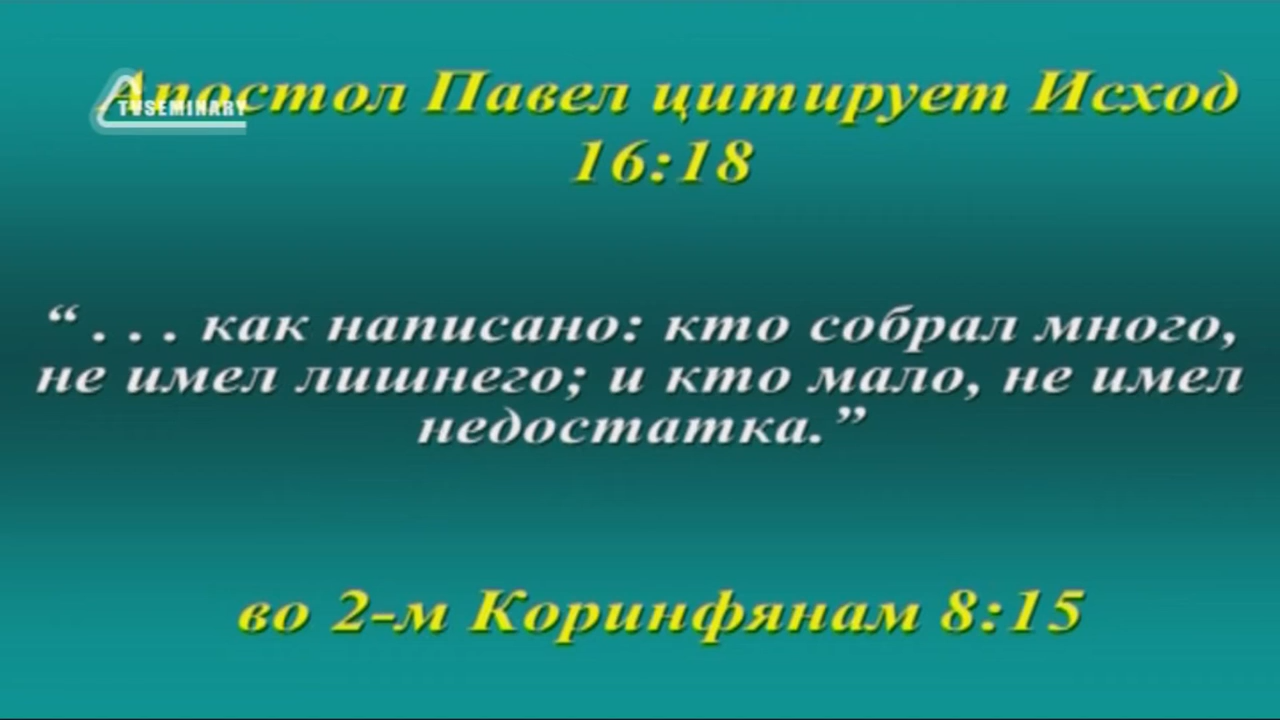 Апостол Павел цитирует Исход
TVSEMINARY
16:18
“ . . . как написано: кто собрал много,
не имел лишнего; и кто мало, не имел
недостатка.”
во 2-м Коринфянам 8:15